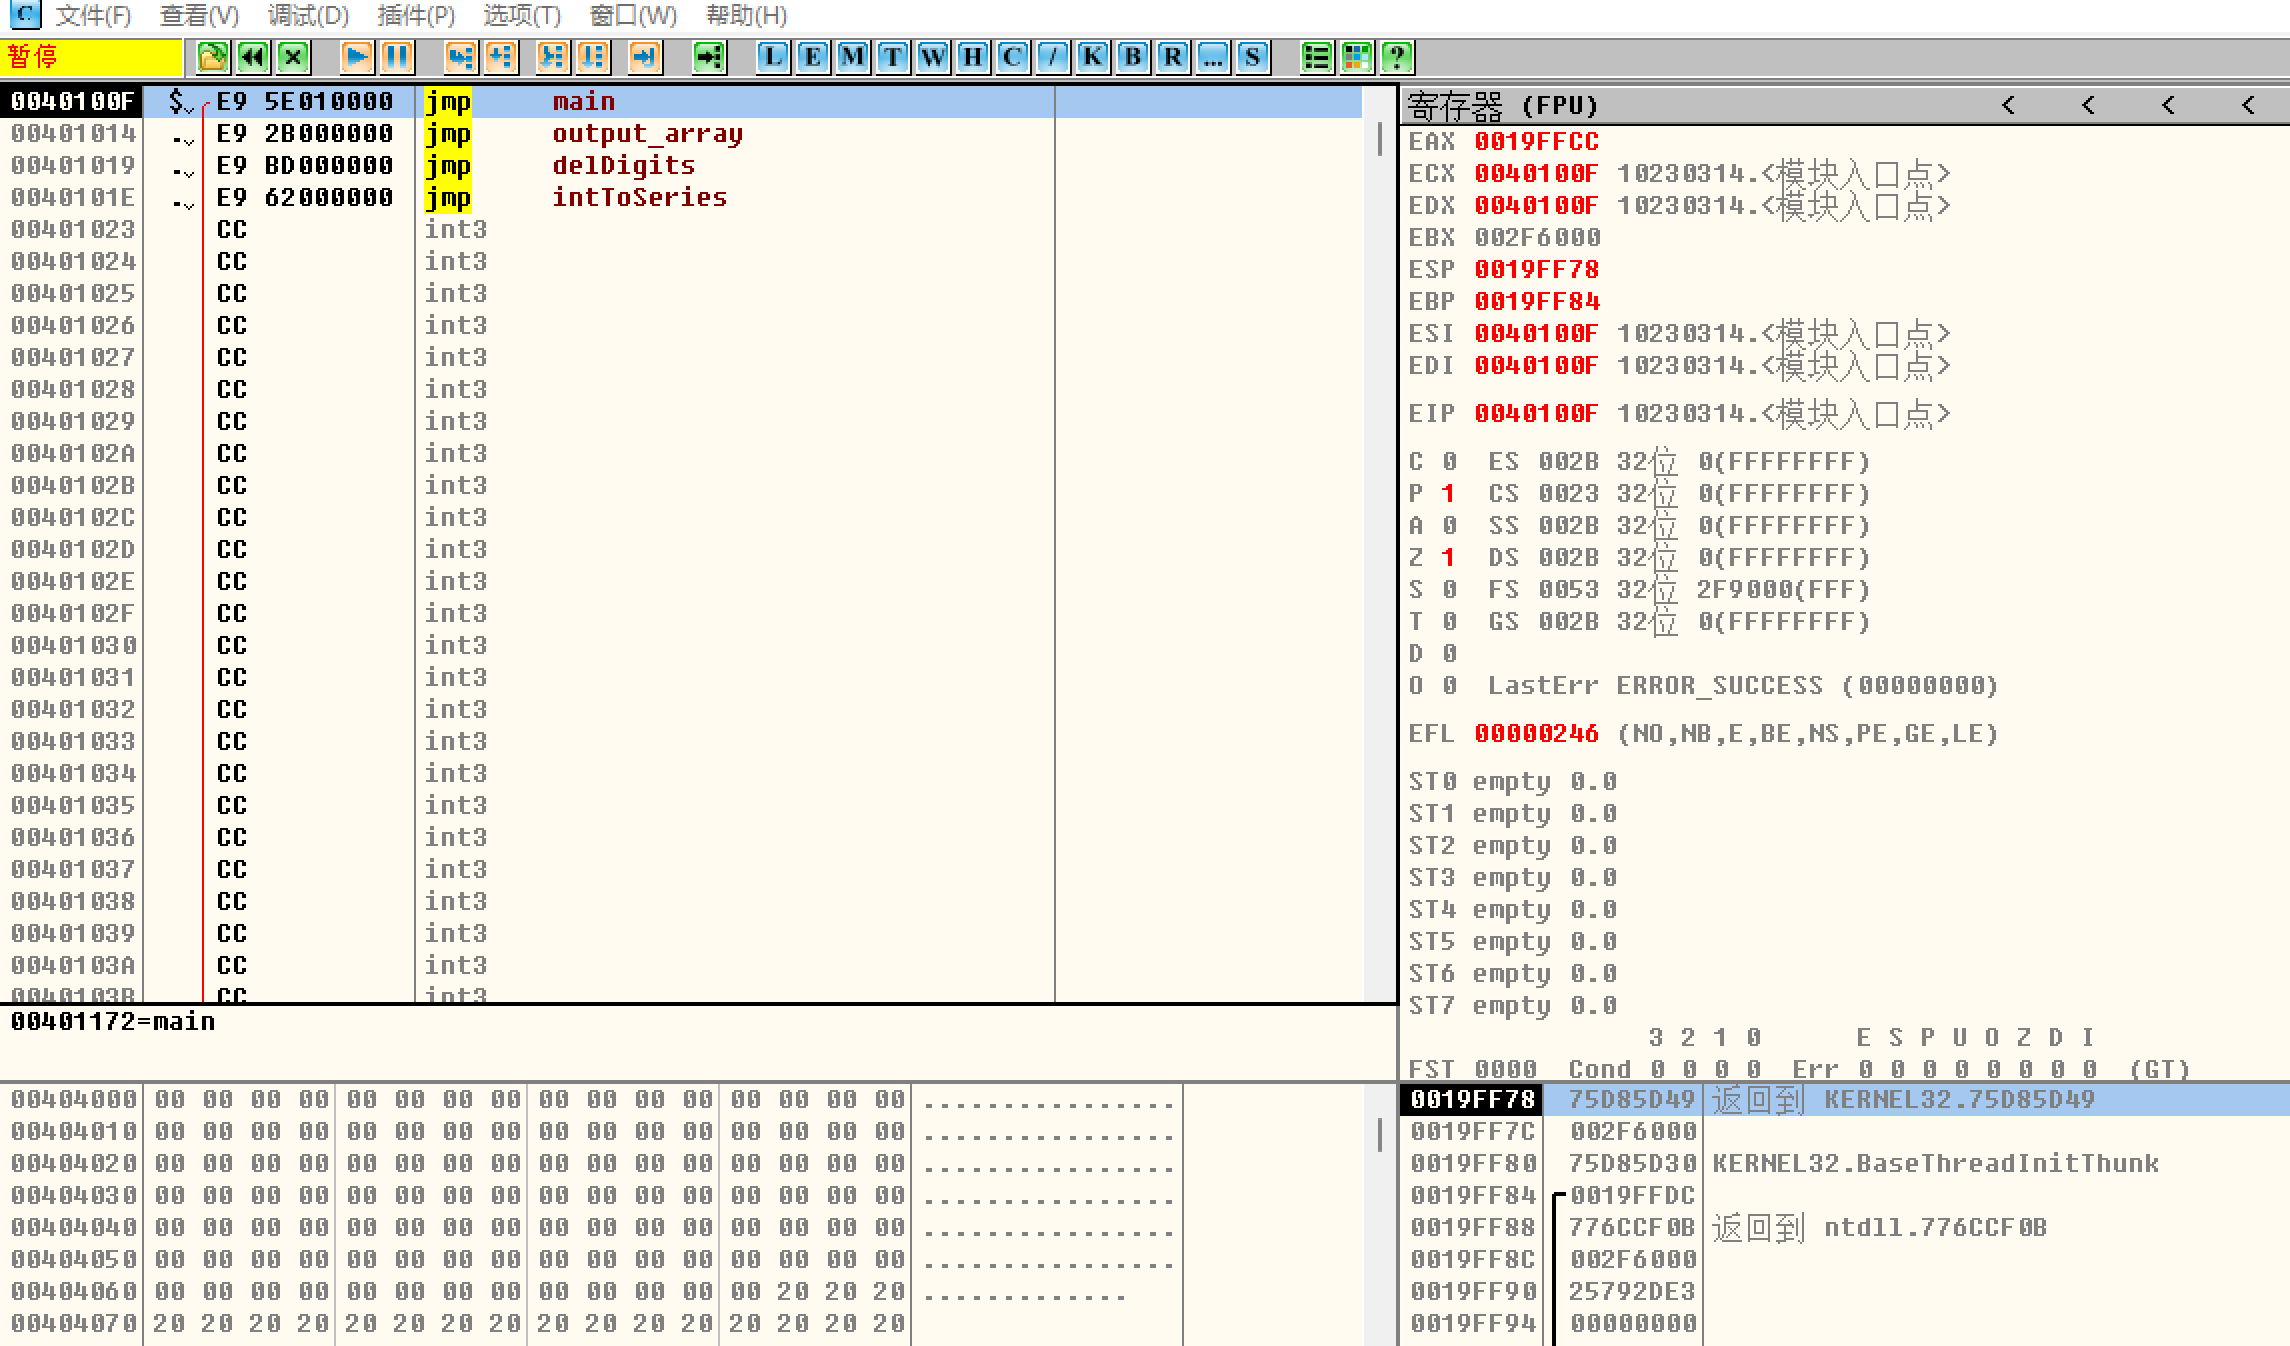 C 文件(F) 查看(V) 调试(D) 插件(P) 选项(T) 窗口(W) 帮助(H)
暂停 L E M T W H C / K B R ... S ?
0040100F $ E9 5E010000 jmp main
00401014 . E9 2B000000 jmp output_array
00401019 . E9 BD000000 jmp delDigits
0040101E . E9 62000000 jmp intToSeries
00401023 CC int3
00401024 CC int3
00401025 CC int3
00401026 CC int3
00401027 CC int3
00401028 CC int3
00401029 CC int3
0040102A CC int3
0040102B CC int3
0040102C CC int3
0040102D CC int3
0040102E CC int3
0040102F CC int3
00401030 CC int3
00401031 CC int3
00401032 CC int3
00401033 CC int3
00401034 CC int3
00401035 CC int3
00401036 CC int3
00401037 CC int3
00401038 CC int3
00401039 CC int3
0040103A CC int3
0040103B CC int3
00401172=main
寄存器 (FPU) < < < <
EAX 0019FFCC
ECX 0040100F 10230314.<模块入口点>
EDX 0040100F 10230314.<模块入口点>
EBX 002F6000
ESP 0019FF78
EBP 0019FF84
ESI 0040100F 10230314.<模块入口点>
EDI 0040100F 10230314.<模块入口点>
EIP 0040100F 10230314.<模块入口点>
C 0 ES 002B 32位 0(FFFFFFFF)
P 1 CS 0023 32位 0(FFFFFFFF)
A 0 SS 002B 32位 0(FFFFFFFF)
Z 1 DS 002B 32位 0(FFFFFFFF)
S 0 FS 0053 32位 2F9000(FFF)
T 0 GS 002B 32位 0(FFFFFFFF)
D 0
O 0 LastErr ERROR_SUCCESS (00000000)
EFL 00000246 (NO,NB,E,BE,NS,PE,GE,LE)
ST0 empty 0.0
ST1 empty 0.0
ST2 empty 0.0
ST3 empty 0.0
ST4 empty 0.0
ST5 empty 0.0
ST6 empty 0.0
ST7 empty 0.0
3 2 1 0 E S P U O Z D I
FST 0000 Cond 0 0 0 0 Err 0 0 0 0 0 0 0 0 (GT)
00404000 00 00 00 00 00 00 00 00 00 00 00 00 00 00 00 00 ................
00404010 00 00 00 00 00 00 00 00 00 00 00 00 00 00 00 00 ................
00404020 00 00 00 00 00 00 00 00 00 00 00 00 00 00 00 00 ................
00404030 00 00 00 00 00 00 00 00 00 00 00 00 00 00 00 00 ................
00404040 00 00 00 00 00 00 00 00 00 00 00 00 00 00 00 00 ................
00404050 00 00 00 00 00 00 00 00 00 00 00 00 00 00 00 00 ................
00404060 00 00 00 00 00 00 00 00 00 00 00 00 00 20 20 20 .............
00404070 20 20 20 20 20 20 20 20 20 20 20 20 20 20 20 20
0019FF78 75D85D49 返回到 KERNEL32.75D85D49
0019FF7C 002F6000
0019FF80 75D85D30 KERNEL32.BaseThreadInitThunk
0019FF84 0019FFDC
0019FF88 776CCF0B 返回到 ntdll.776CCF0B
0019FF8C 002F6000
0019FF90 25792DE3
0019FF94 00000000